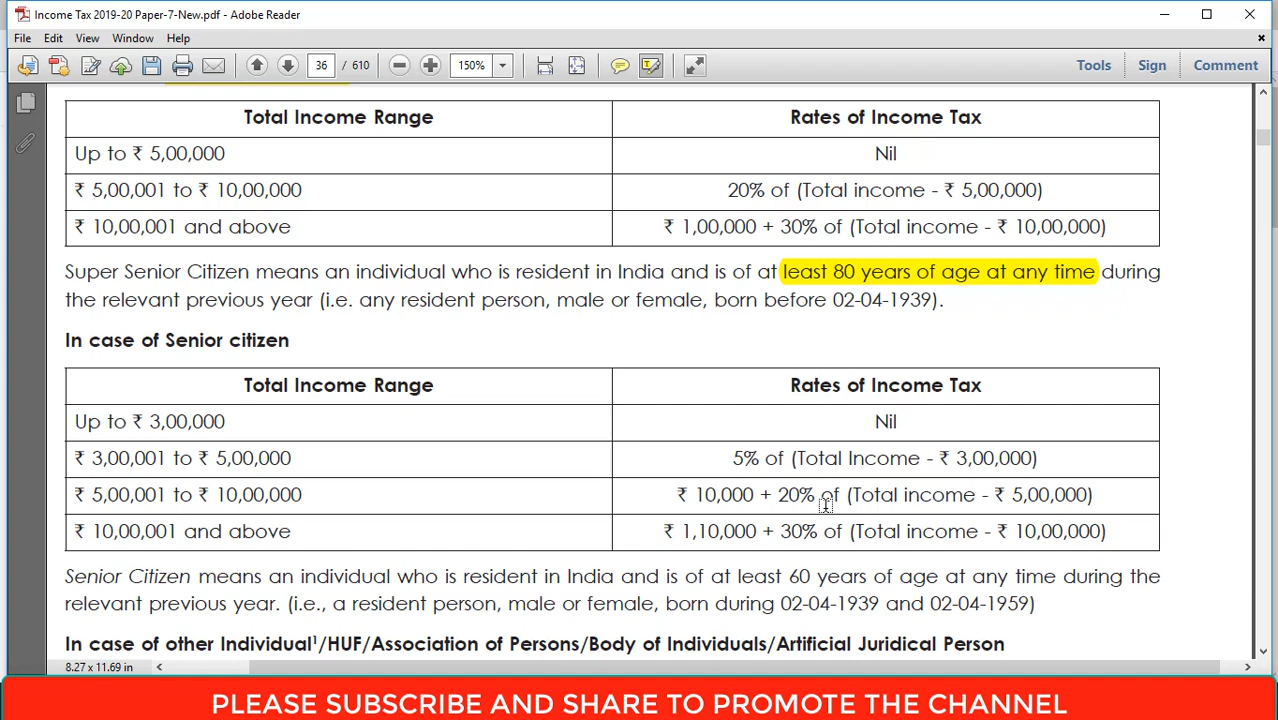 Income Tax 2019-20 Paper-7-New.pdf - Adobe Reader
File Edit View Window Help
36 / 610 150% Tools Sign Comment
Total Income Range Rates of Income Tax
Up to ₹ 5,00,000 Nil
₹ 5,00,001 to ₹ 10,00,000 20% of (Total income - ₹ 5,00,000)
₹ 10,00,001 and above ₹ 1,00,000 + 30% of (Total income - ₹ 10,00,000)
Super Senior Citizen means an individual who is resident in India and is of at least 80 years of age at any time during
the relevant previous year (i.e. any resident person, male or female, born before 02-04-1939).
In case of Senior citizen
Total Income Range Rates of Income Tax
Up to ₹ 3,00,000 Nil
₹ 3,00,001 to ₹ 5,00,000 5% of (Total Income - ₹ 3,00,000)
₹ 5,00,001 to ₹ 10,00,000 ₹ 10,000 + 20% of (Total income - ₹ 5,00,000)
₹ 10,00,001 and above ₹ 1,10,000 + 30% of (Total income - ₹ 10,00,000)
Senior Citizen means an individual who is resident in India and is of at least 60 years of age at any time during the
relevant previous year. (i.e., a resident person, male or female, born during 02-04-1939 and 02-04-1959)
In case of other Individual¹/HUF/Association of Persons/Body of Individuals/Artificial Juridical Person
8.27 x 11.69 in
PLEASE SUBSCRIBE AND SHARE TO PROMOTE THE CHANNEL